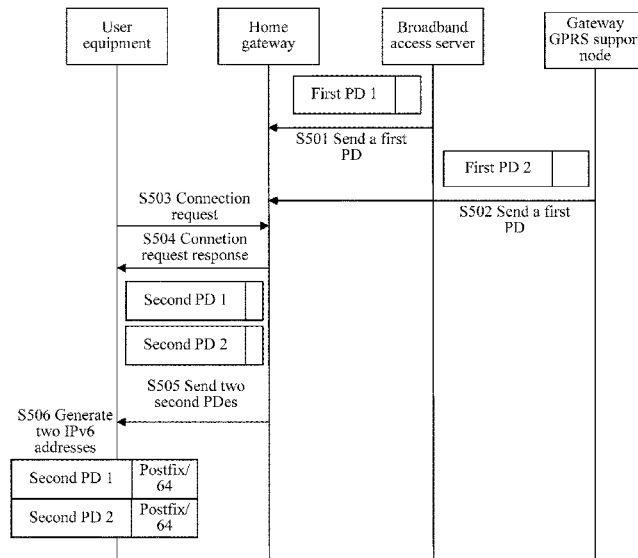 User
equipment
Home
gateway
Broadband
access server
Gateway
GPRS suppor
node
First PD 1
S501 Send a first
PD
First PD 2
S502 Send a first
PD
S503 Connection
request
S504 Connetion
request response
Second PD 1
Second PD 2
S505 Send two
second PDes
S506 Generate
two IPv6
addresses
Second PD 1
Postfix/
64
Second PD 2
Postfix/
64